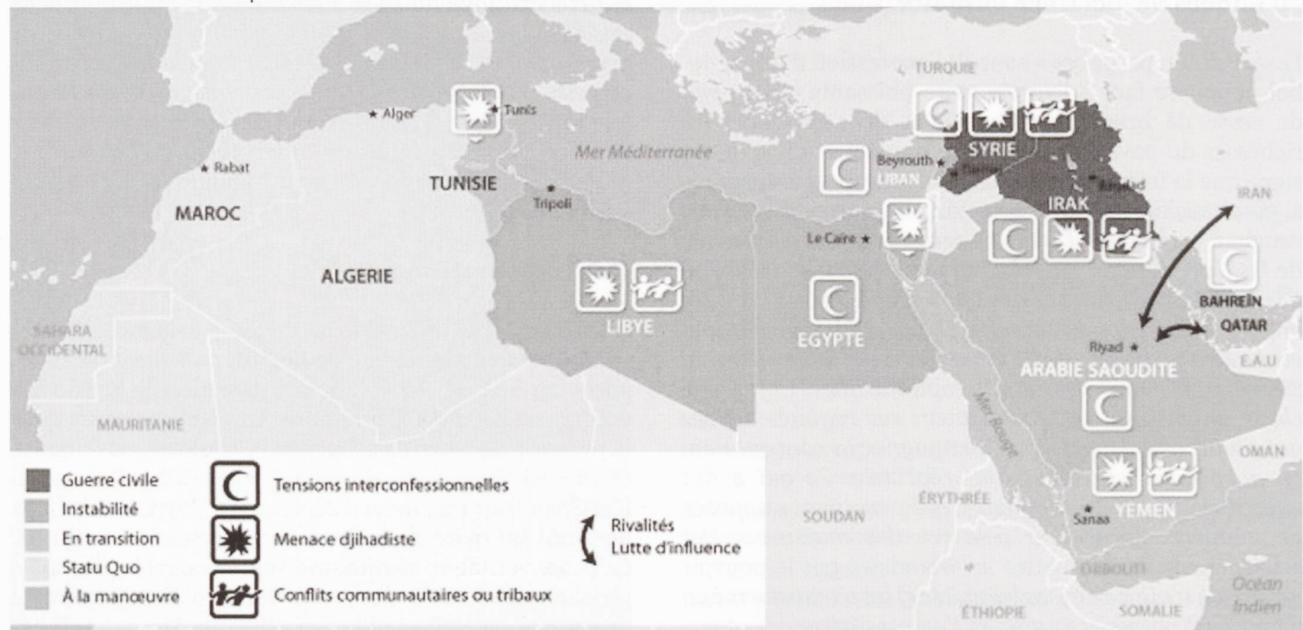 TURQUIE
Alger
Tunis
Mer Méditerranée
Beyrouth
SYRIE
LIBAN
Rabat
TUNISIE
Tripoli
Bagdad
IRAK
IRAN
MAROC
Le Caire
ALGERIE
LIBYE
EGYPTE
BAHREÏN
QATAR
SAHARA
OCCIDENTAL
Riyad
E.A.U
ARABIE SAOUDITE
MAURITANIE
Mer Rouge
OMAN
ÉRYTHRÉE
SOUDAN
YEMEN
Sanaa
DJIBOUTI
Océan
Indien
ÉTHIOPIE
SOMALIE
Guerre civile
Instabilité
En transition
Statu Quo
À la manœuvre
Tensions interconfessionnelles
Menace djihadiste
Conflits communautaires ou tribaux
Rivalités
Lutte d'influence